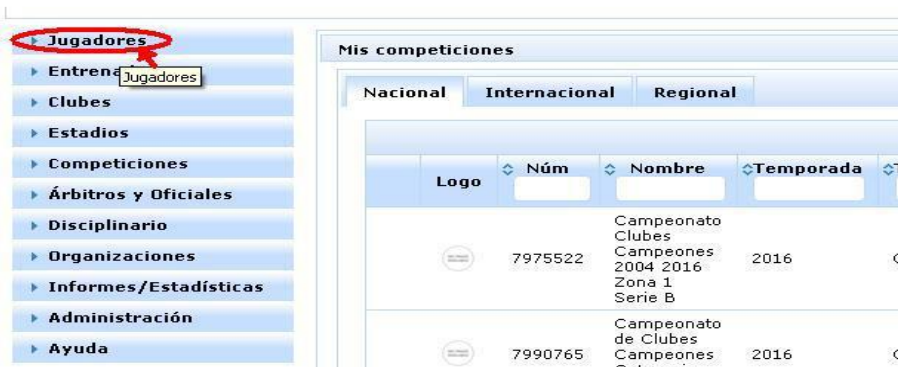 Jugadores
Jugadores
Clubes
Estadios
Competiciones
Árbitros y Oficiales
Disciplinario
Organizaciones
Informes/Estadísticas
Administración
Ayuda
Mis competiciones
Nacional Internacional Regional
Logo Núm Nombre Temporada
Campeonato
Clubes
Campeones
2004 2016
Zona 1
Serie B
7975522 2016
Campeonato
de Clubes
Campeones
7990765 2016